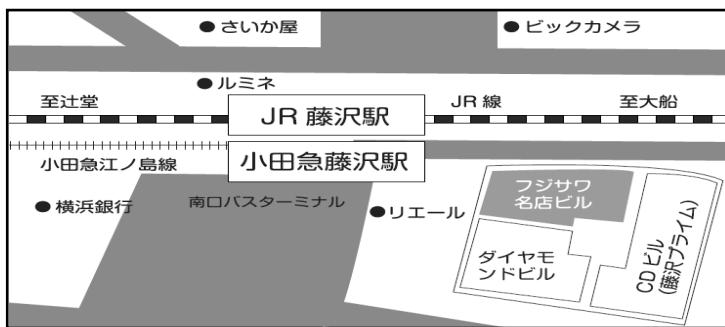 さいか屋
ビックカメラ
ルミネ
至辻堂
JR 藤沢駅
JR 線
至大船
小田急江ノ島線
小田急藤沢駅
横浜銀行
南口バスターミナル
リエール
フジサワ
名店ビル
ダイヤモ
ンドビル
CD ビル
(藤沢プライム)